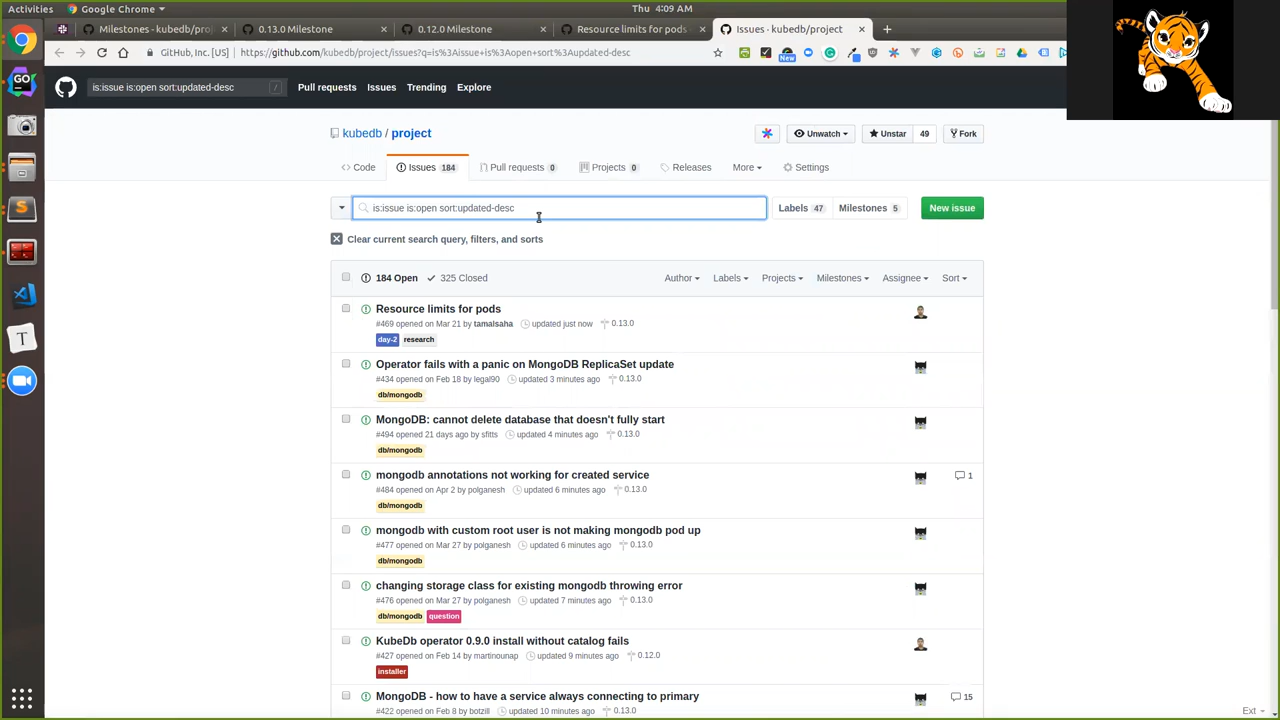 Activities Google Chrome Thu 4:09 AM
Milestones - kubedb/proj 0.13.0 Milestone 0.12.0 Milestone Resource limits for pods Issues · kubedb/project
GitHub, Inc. [US] https://github.com/kubedb/project/issues?q=is%3Aissue+is%3Aopen+sort%3Aupdated-desc
is:issue is:open sort:updated-desc / Pull requests Issues Trending Explore
kubedb / project Unwatch Unstar 49 Fork
Code Issues 184 Pull requests 0 Projects 0 Releases More Settings
is:issue is:open sort:updated-desc Labels 47 Milestones 5 New issue
Clear current search query, filters, and sorts
184 Open 325 Closed Author Labels Projects Milestones Assignee Sort
Resource limits for pods
#469 opened on Mar 21 by tamalsaha updated just now 0.13.0
day-2 research
Operator fails with a panic on MongoDB ReplicaSet update
#434 opened on Feb 18 by legal90 updated 3 minutes ago 0.13.0
db/mongodb
MongoDB: cannot delete database that doesn't fully start
#494 opened 21 days ago by sfitts updated 4 minutes ago 0.13.0
db/mongodb
mongodb annotations not working for created service 1
#484 opened on Apr 2 by polganesh updated 6 minutes ago 0.13.0
db/mongodb
mongodb with custom root user is not making mongodb pod up
#477 opened on Mar 27 by polganesh updated 6 minutes ago 0.13.0
db/mongodb
changing storage class for existing mongodb throwing error
#476 opened on Mar 27 by polganesh updated 7 minutes ago 0.13.0
db/mongodb question
KubeDb operator 0.9.0 install without catalog fails
#427 opened on Feb 14 by martinounap updated 9 minutes ago 0.12.0
installer
MongoDB - how to have a service always connecting to primary 15
#422 opened on Feb 8 by botzill updated 10 minutes ago 0.13.0
Ext